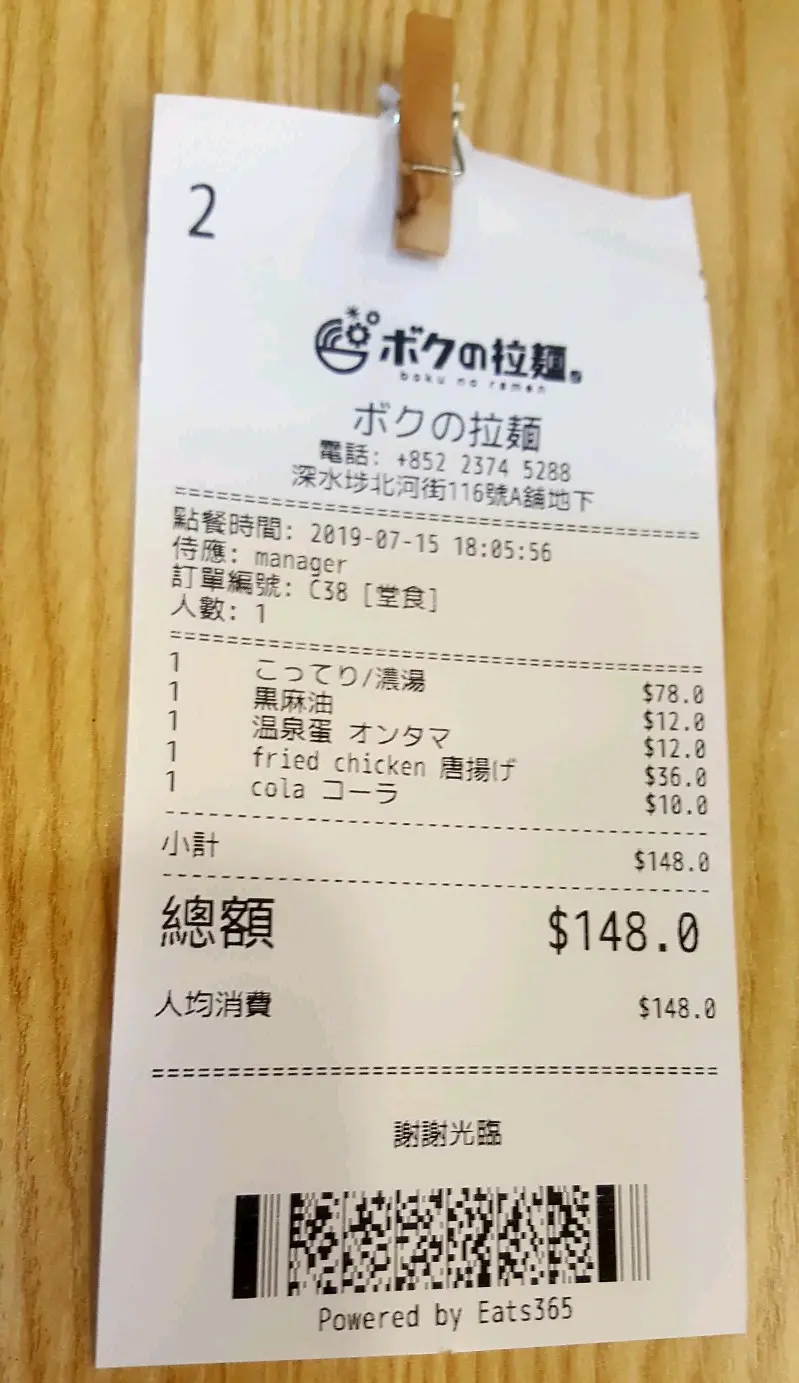 2
ボクの拉麺
boku no ramen
ボクの拉麺
電話: +852 2374 5288
深水埗北河街116號A舖地下
點餐時間: 2019-07-15 18:05:56
侍應: manager
訂單編號: C38 [堂食]
人數: 1
1 こってり/濃湯 $78.0
1 黒麻油 $12.0
1 温泉蛋 オンタマ $12.0
1 fried chicken 唐揚げ $36.0
1 cola コーラ $10.0
小計 $148.0
總額 $148.0
人均消費 $148.0
謝謝光臨
Powered by Eats365